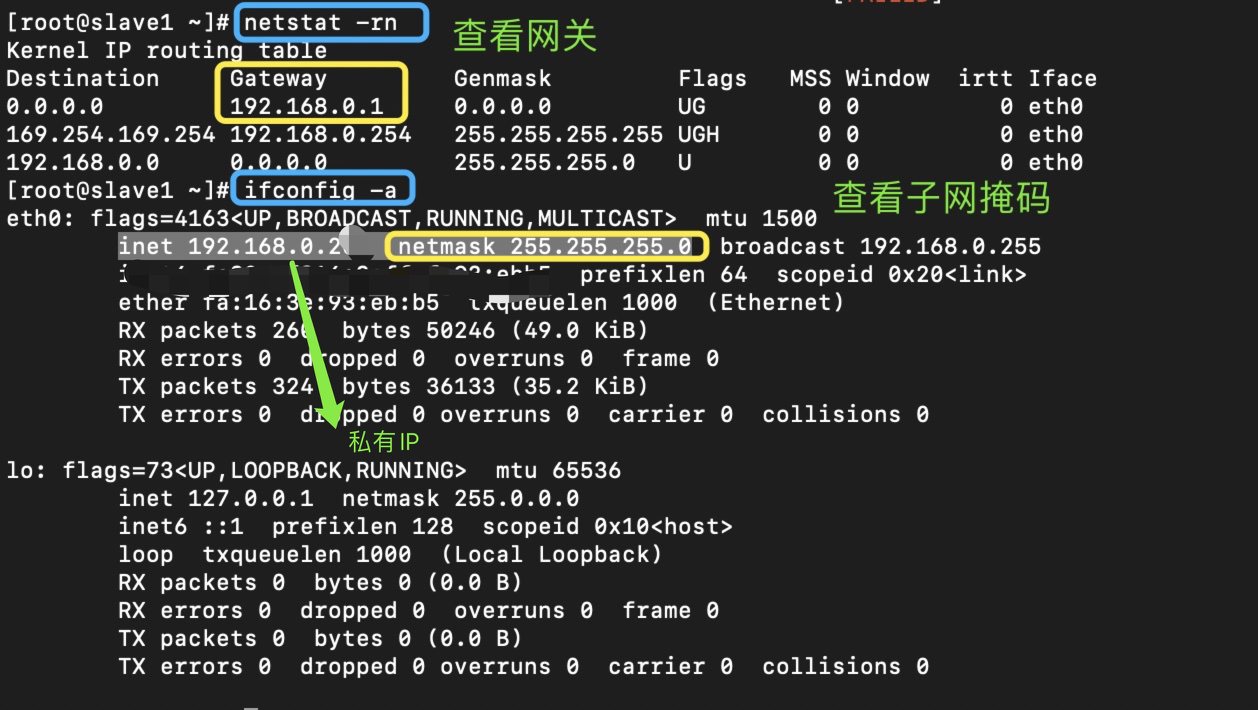 [FAILED]
[root@slave1 ~]# netstat -rn 查看网关
Kernel IP routing table
Destination Gateway Genmask Flags MSS Window irtt Iface
0.0.0.0 192.168.0.1 0.0.0.0 UG 0 0 0 eth0
169.254.169.254 192.168.0.254 255.255.255.255 UGH 0 0 0 eth0
192.168.0.0 0.0.0.0 255.255.255.0 U 0 0 0 eth0
[root@slave1 ~]# ifconfig -a 查看子网掩码
eth0: flags=4163<UP,BROADCAST,RUNNING,MULTICAST> mtu 1500
inet 192.168.0.2 netmask 255.255.255.0 broadcast 192.168.0.255
prefixlen 64 scopeid 0x20<link>
ether fa:16:3e:93:eb:b5 txqueuelen 1000 (Ethernet)
RX packets 260 bytes 50246 (49.0 KiB)
RX errors 0 dropped 0 overruns 0 frame 0
TX packets 324 bytes 36133 (35.2 KiB)
TX errors 0 dropped 0 overruns 0 carrier 0 collisions 0
私有IP
lo: flags=73<UP,LOOPBACK,RUNNING> mtu 65536
inet 127.0.0.1 netmask 255.0.0.0
inet6 ::1 prefixlen 128 scopeid 0x10<host>
loop txqueuelen 1000 (Local Loopback)
RX packets 0 bytes 0 (0.0 B)
RX errors 0 dropped 0 overruns 0 frame 0
TX packets 0 bytes 0 (0.0 B)
TX errors 0 dropped 0 overruns 0 carrier 0 collisions 0